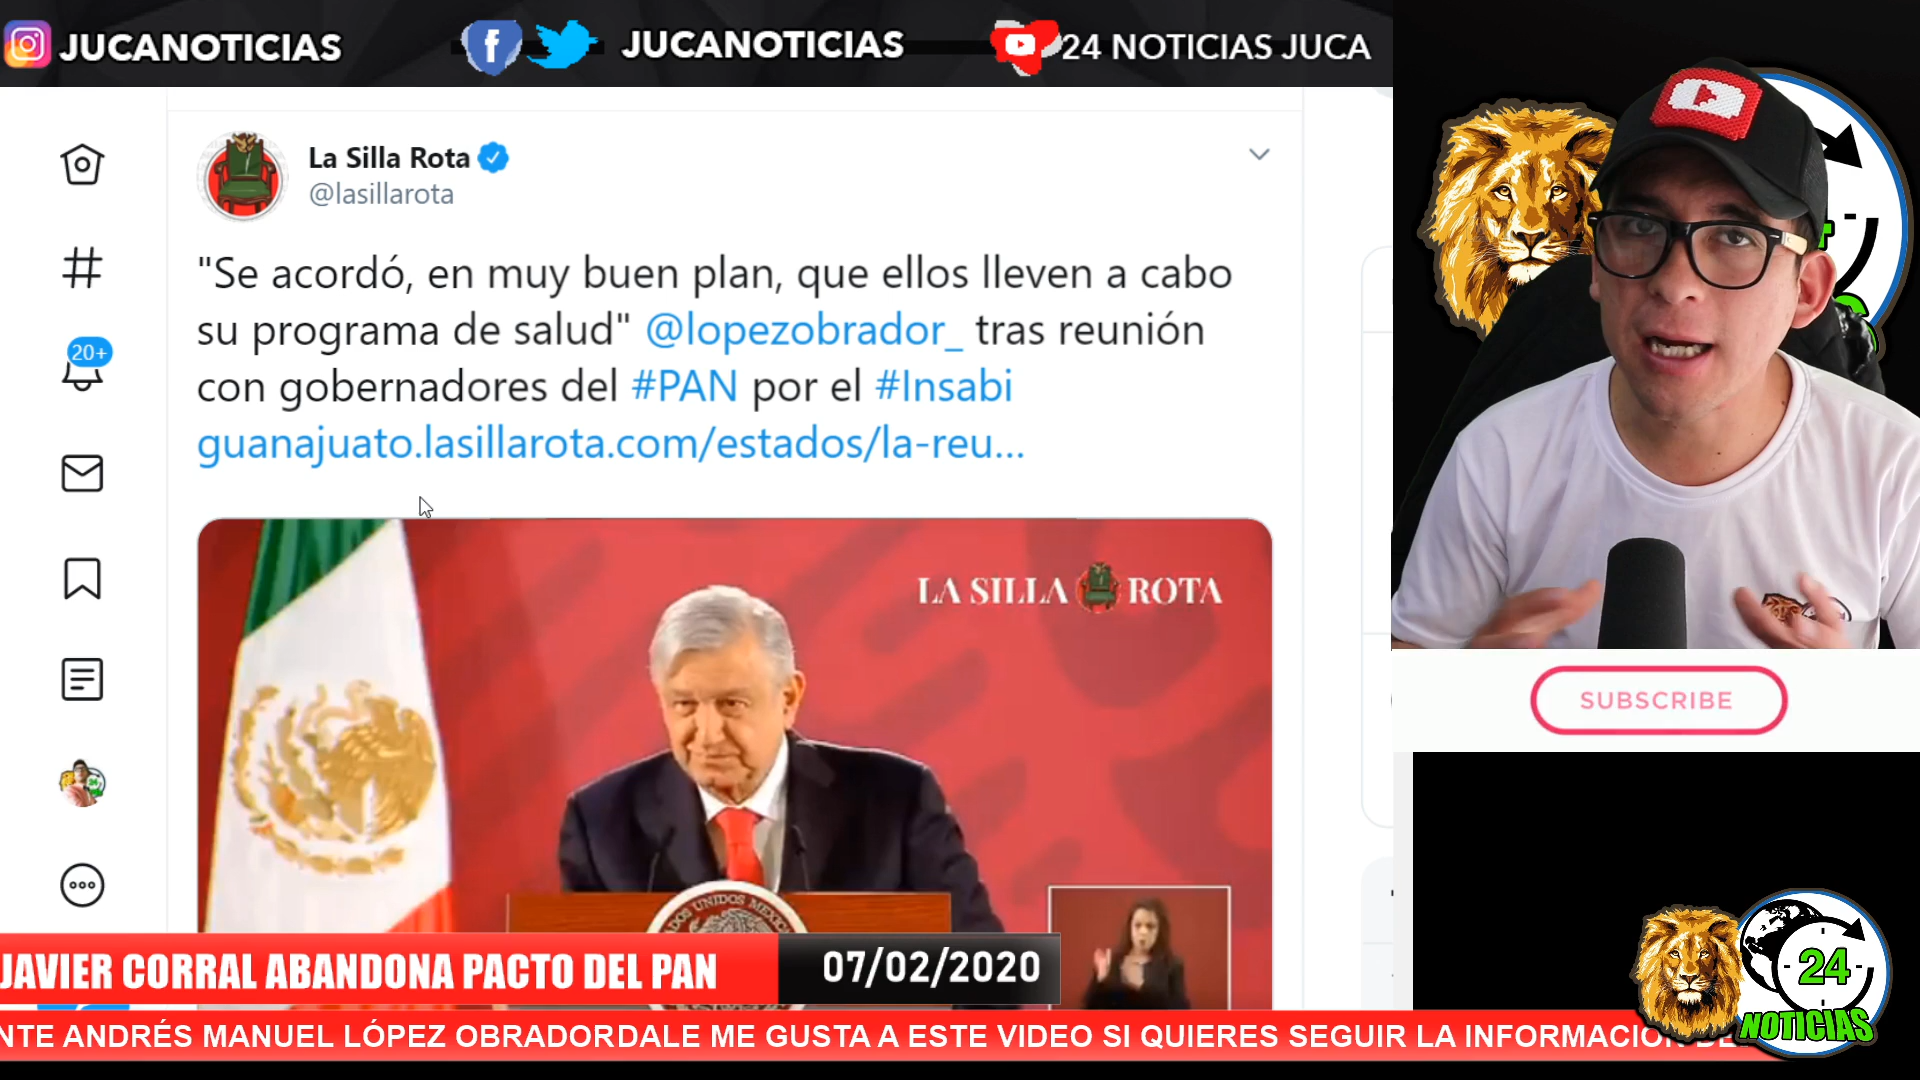 JUCANOTICIAS
JUCANOTICIAS
24 NOTICIAS JUCA
La Silla Rota
@lasillarota
"Se acordó, en muy buen plan, que ellos lleven a cabo
su programa de salud" @lopezobrador_ tras reunión
con gobernadores del #PAN por el #Insabi
guanajuato.lasillarota.com/estados/la-reu...
20+
LA SILLA ROTA
UNIDOS MEXIC
SUBSCRIBE
JAVIER CORRAL ABANDONA PACTO DEL PAN
07/02/2020
NTE ANDRÉS MANUEL LÓPEZ OBRADORDALE ME GUSTA A ESTE VIDEO SI QUIERES SEGUIR LA INFORMACIO
24
NOTICIAS